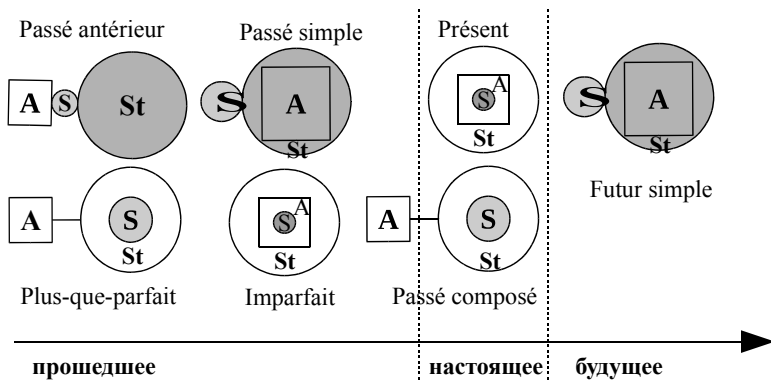 Passé antérieur
Passé simple
Présent
A S St
S A St
S A St
S A St
Futur simple
A S St
S A St
A S St
Plus-que-parfait
Imparfait
Passé composé
прошедшее
настоящее
будущее